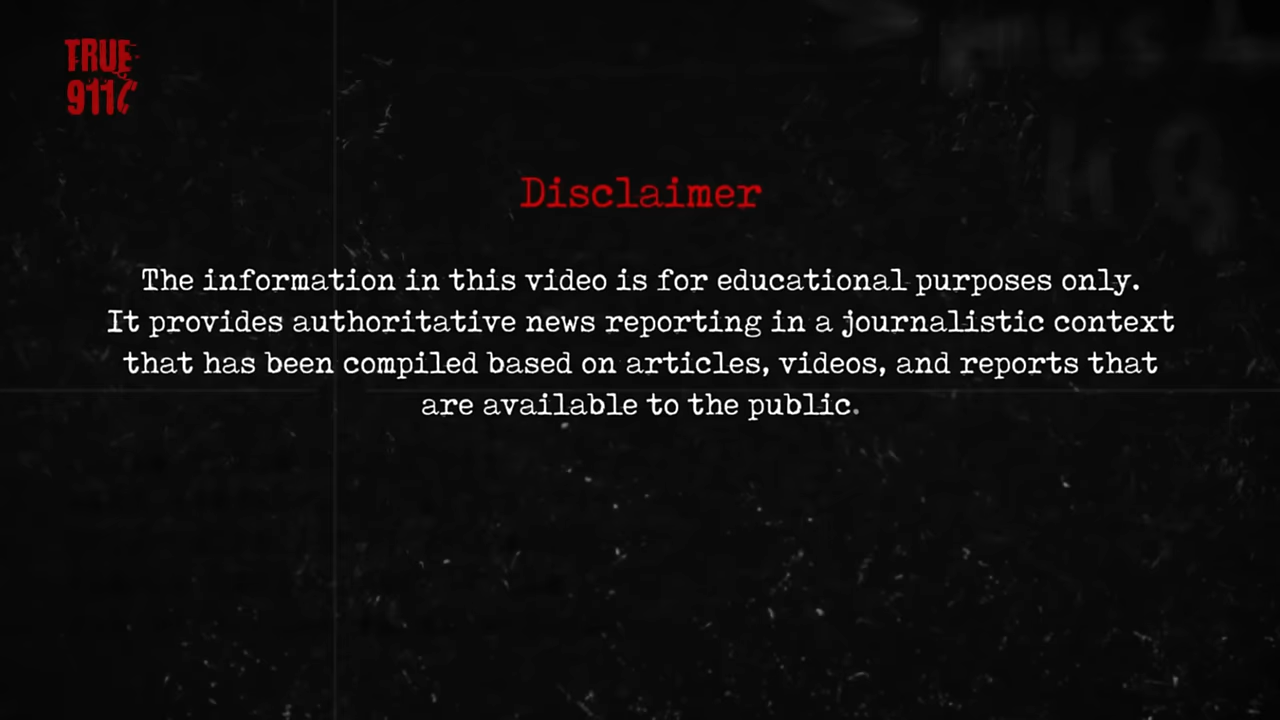 TRUE
911
Disclaimer
The information in this video is for educational purposes only.
It provides authoritative news reporting in a journalistic context
that has been compiled based on articles, videos, and reports that
are available to the public.